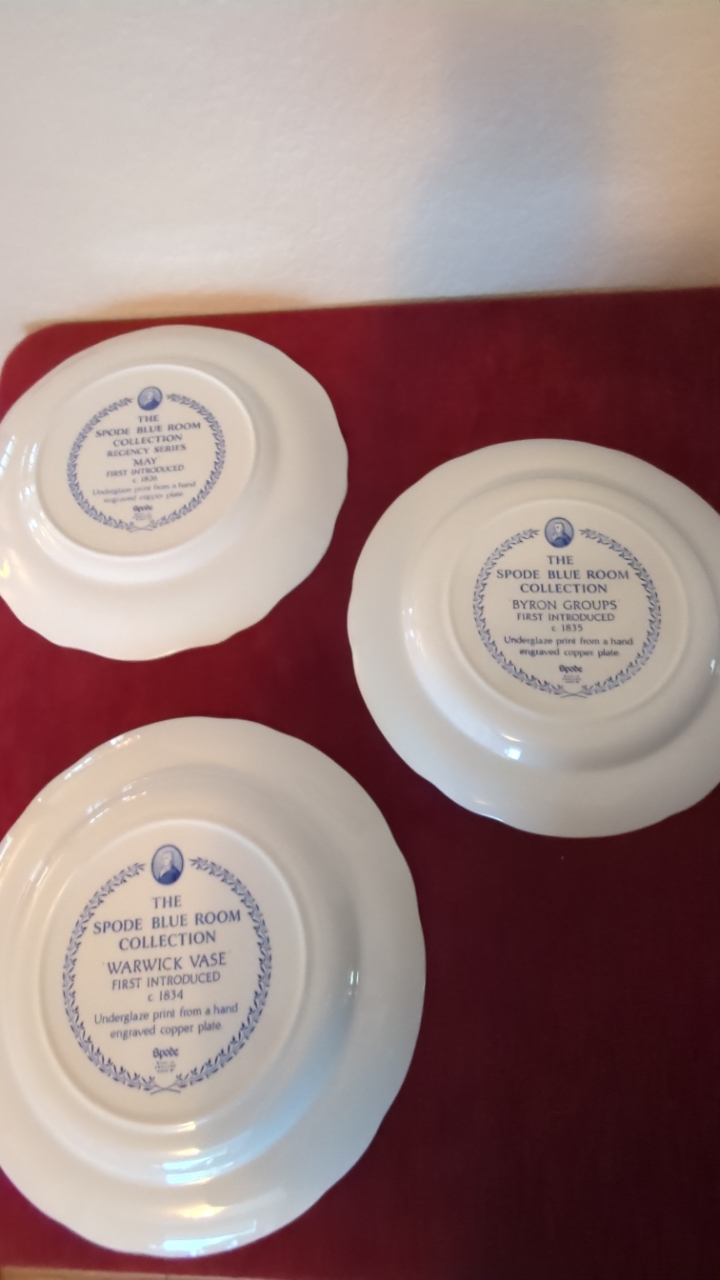 THE
SPODE BLUE ROOM
COLLECTION
REGENCY SERIES
'MAY'
FIRST INTRODUCED
c. 1826
Underglaze print from a hand
engraved copper plate
Spode
THE
SPODE BLUE ROOM
COLLECTION
BYRON GROUPS
FIRST INTRODUCED
c. 1835
Underglaze print from a hand
engraved copper plate.
Spode
THE
SPODE BLUE ROOM
COLLECTION
'WARWICK VASE'
FIRST INTRODUCED
c. 1834
Underglaze print from a hand
engraved copper plate.
Spode